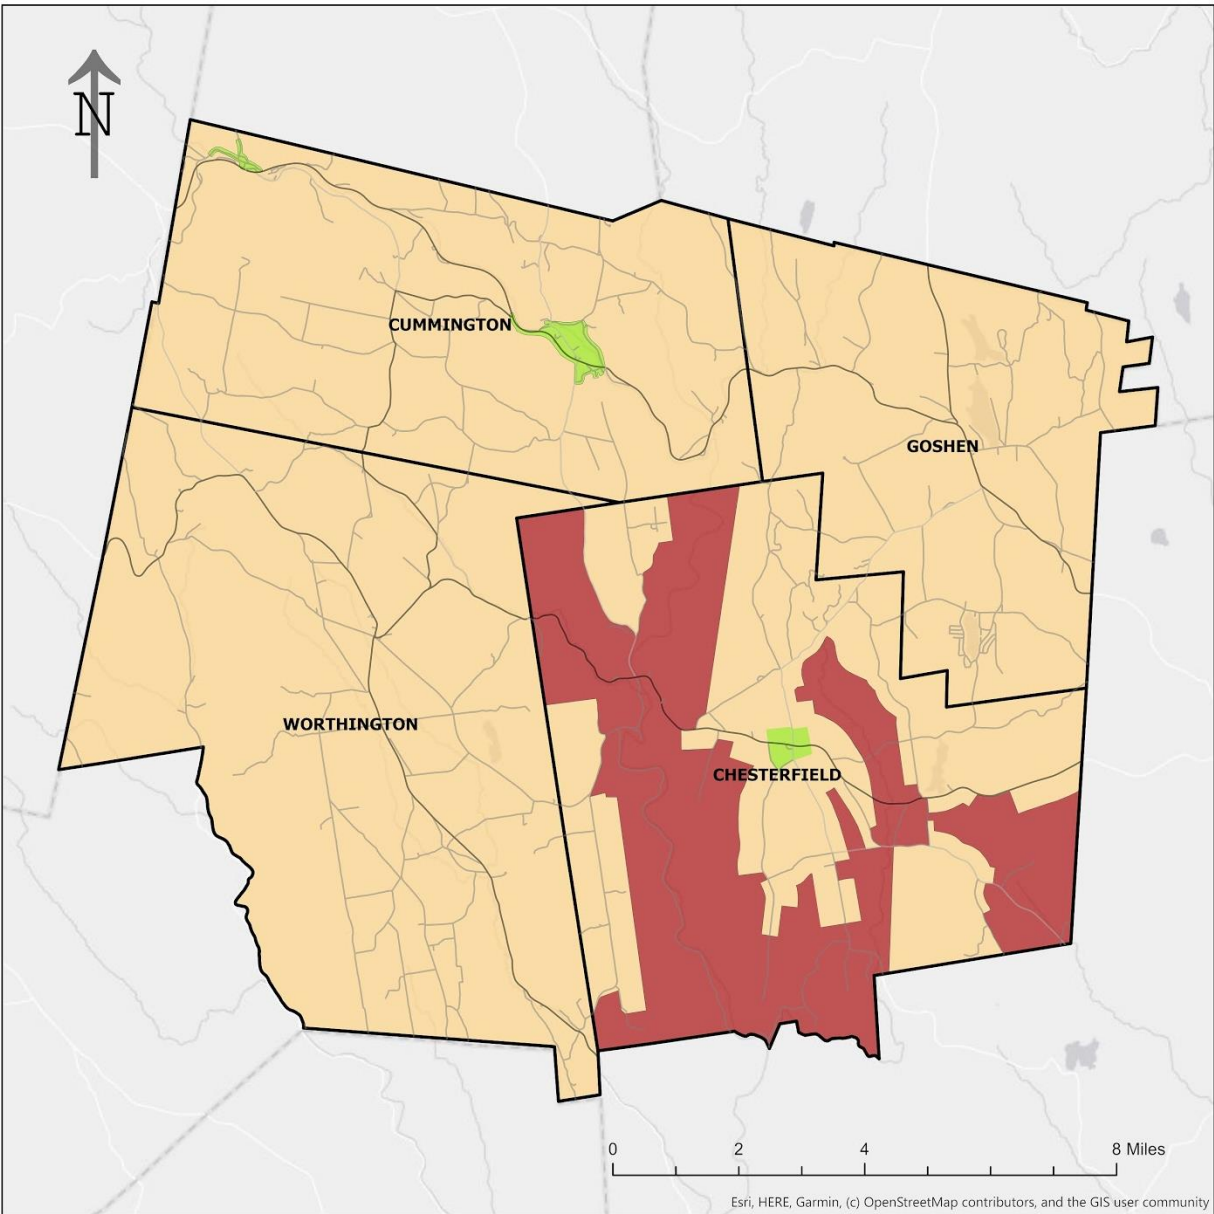 N
CUMMINGTON
GOSHEN
WORTHINGTON
CHESTERFIELD
0 2 4 8 Miles
Esri, HERE, Garmin, (c) OpenStreetMap contributors, and the GIS user community